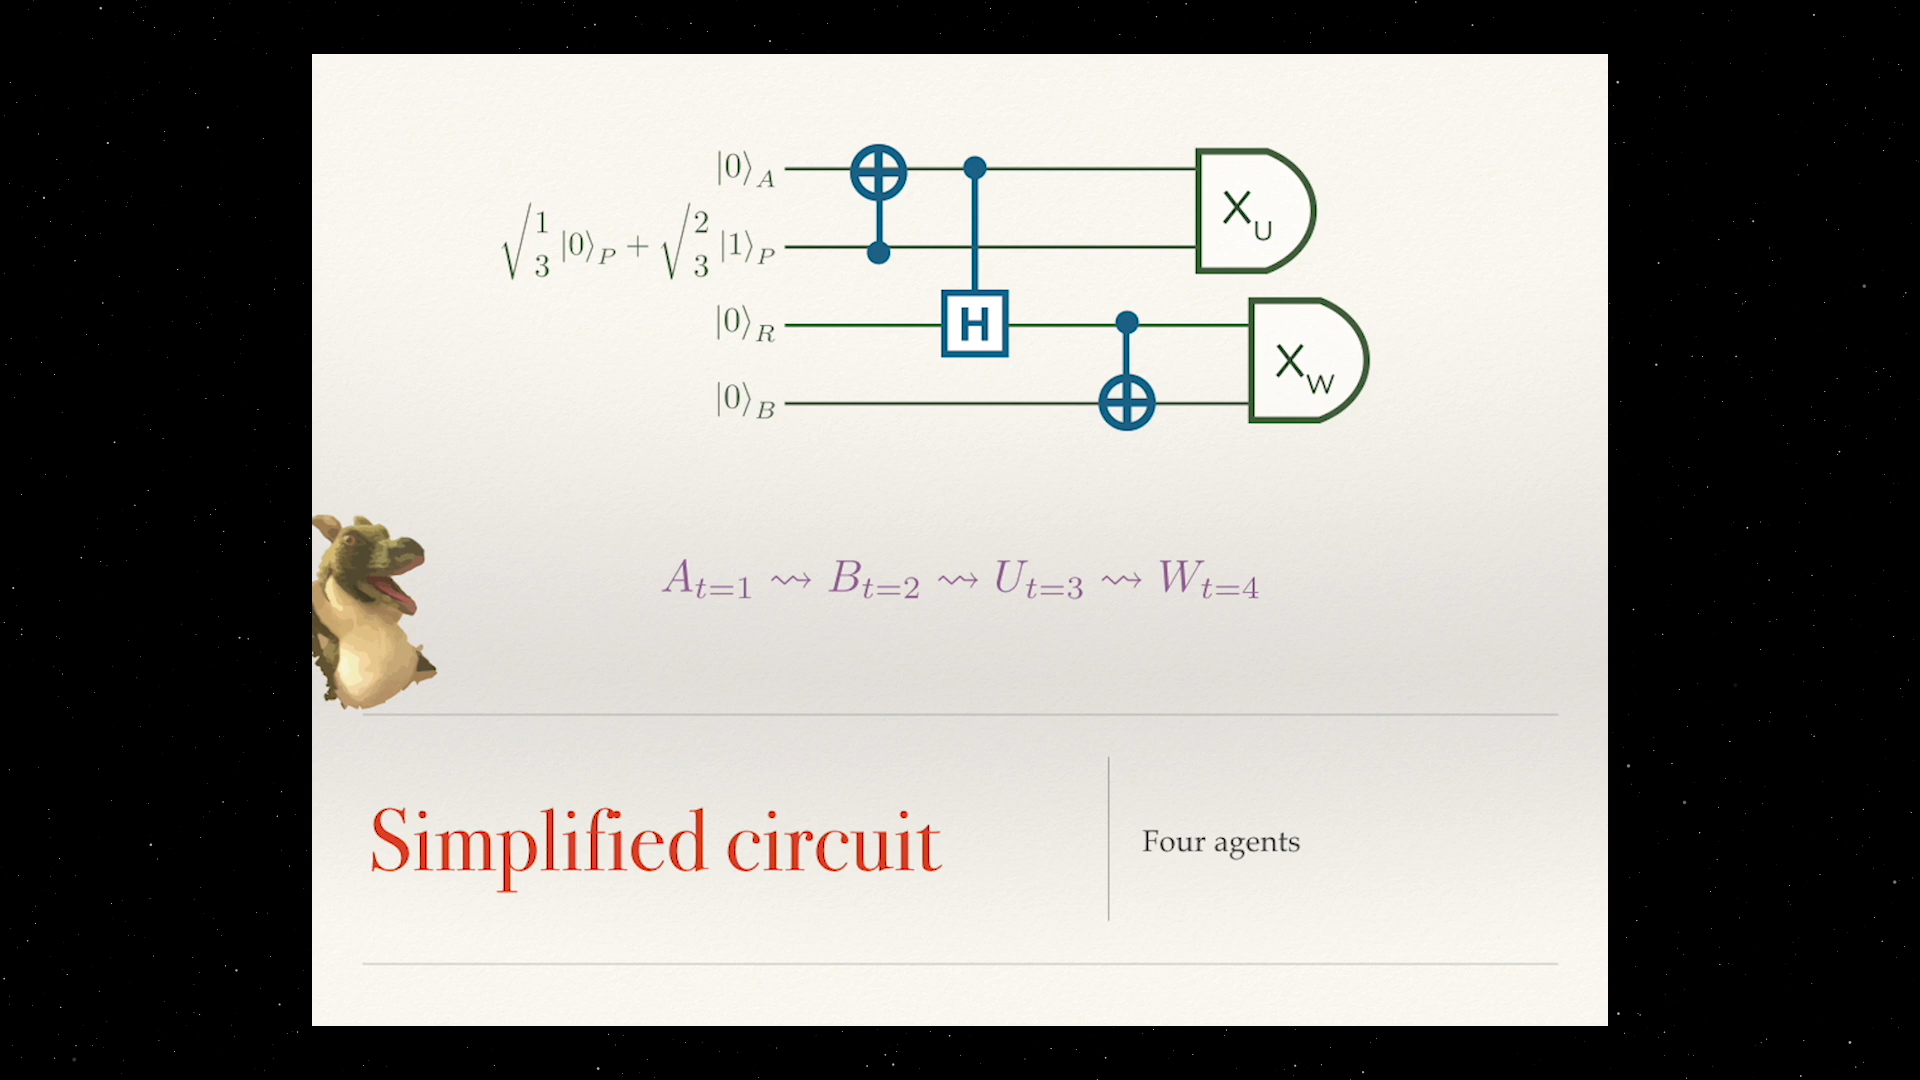 |0⟩_A
√(1/3) |0⟩_P + √(2/3) |1⟩_P
|0⟩_R
|0⟩_B
H
X_U
X_W
A_{t=1} ⇝ B_{t=2} ⇝ U_{t=3} ⇝ W_{t=4}
Simplified circuit
Four agents